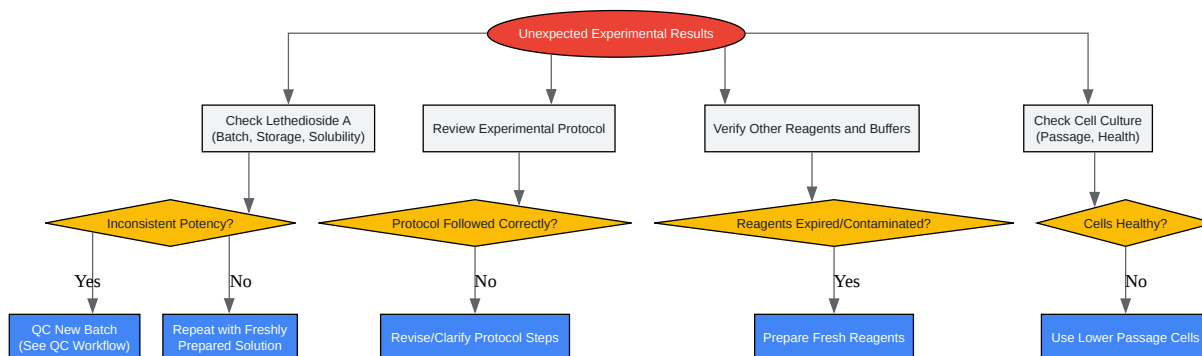 Unexpected Experimental Results
Check Lethedioside A
(Batch, Storage, Solubility)
Review Experimental Protocol
Verify Other Reagents and Buffers
Check Cell Culture
(Passage, Health)
Inconsistent Potency?
Protocol Followed Correctly?
Reagents Expired/Contaminated?
Cells Healthy?
Yes
No
No
Yes
No
QC New Batch
(See QC Workflow)
Repeat with Freshly
Prepared Solution
Revise/Clarify Protocol Steps
Prepare Fresh Reagents
Use Lower Passage Cells